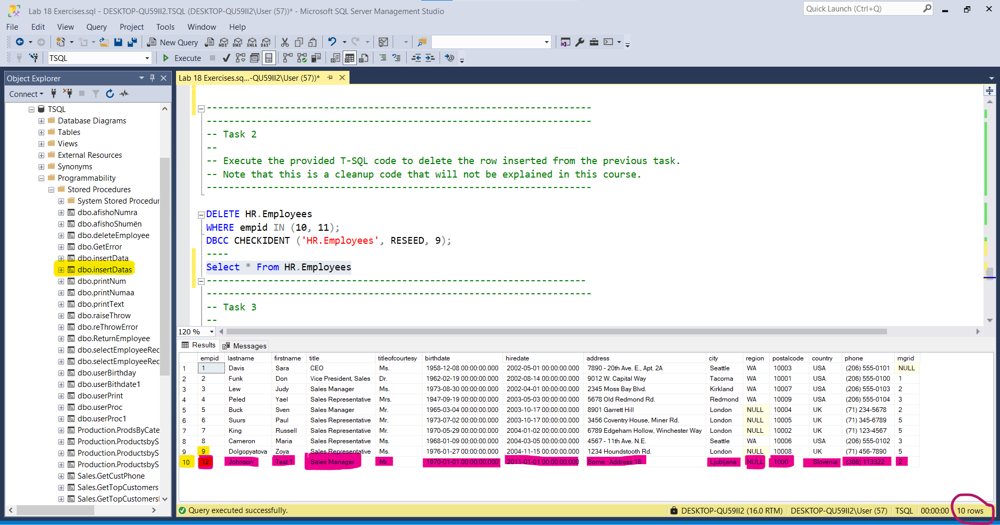 Lab 18 Exercises.sql - DESKTOP-QU59II2.TSQL (DESKTOP-QU59II2\User (57))* - Microsoft SQL Server Management Studio
Quick Launch (Ctrl+Q)
File Edit View Query Project Tools Window Help
New Query MDX DMX XMLA DAX
TSQL Execute
Object Explorer
Connect
TSQL
Database Diagrams
Tables
Views
External Resources
Synonyms
Programmability
Stored Procedures
System Stored Procedur
dbo.afishoNumra
dbo.afishoShumën
dbo.deleteEmployee
dbo.GetError
dbo.insertData
dbo.insertDatas
dbo.printNum
dbo.printNumaa
dbo.printText
dbo.raiseThrow
dbo.reThrowError
dbo.ReturnEmployee
dbo.selectEmployeeRec
dbo.selectEmployeeRec
dbo.userBirthday
dbo.userBithdate1
dbo.userPrint
dbo.userProc
dbo.userProc1
Production.ProdsByCate
Production.ProductsbyS
Production.ProductsbyS
Production.ProductsbyS
Sales.GetCustPhone
Sales.GetTopCustomers
Sales.GetTopCustomersl
Lab 18 Exercises.sq...-QU59II2\User (57))*
---------------------------------------------------------------------
---------------------------------------------------------------------
-- Task 2
--
-- Execute the provided T-SQL code to delete the row inserted from the previous task.
-- Note that this is a cleanup code that will not be explained in this course.
---------------------------------------------------------------------
DELETE HR.Employees
WHERE empid IN (10, 11);
DBCC CHECKIDENT ('HR.Employees', RESEED, 9);
----
Select * From HR.Employees
--------------------------------------------------------------------
---------------------------------------------------------------------
-- Task 3
--
120 %
Results Messages
empid lastname firstname title titleofcourtesy birthdate hiredate address city region postalcode country phone mgrid
1 1 Davis Sara CEO Ms. 1958-12-08 00:00:00.000 2002-05-01 00:00:00.000 7890 - 20th Ave. E., Apt. 2A Seattle WA 10003 USA (206) 555-0101 NULL
2 2 Funk Don Vice President, Sales Dr. 1962-02-19 00:00:00.000 2002-08-14 00:00:00.000 9012 W. Capital Way Tacoma WA 10001 USA (206) 555-0100 1
3 3 Lew Judy Sales Manager Ms. 1973-08-30 00:00:00.000 2002-04-01 00:00:00.000 2345 Moss Bay Blvd. Kirkland WA 10007 USA (206) 555-0103 2
4 4 Peled Yael Sales Representative Mrs. 1947-09-19 00:00:00.000 2003-05-03 00:00:00.000 5678 Old Redmond Rd. Redmond WA 10009 USA (206) 555-0104 3
5 5 Buck Sven Sales Manager Mr. 1965-03-04 00:00:00.000 2003-10-17 00:00:00.000 8901 Garrett Hill London NULL 10004 UK (71) 234-5678 2
6 6 Suurs Paul Sales Representative Mr. 1973-07-02 00:00:00.000 2003-10-17 00:00:00.000 3456 Coventry House, Miner Rd. London NULL 10005 UK (71) 345-6789 5
7 7 King Russell Sales Representative Mr. 1970-05-29 00:00:00.000 2004-01-02 00:00:00.000 6789 Edgeham Hollow, Winchester Way London NULL 10002 UK (71) 123-4567 5
8 8 Cameron Maria Sales Representative Ms. 1968-01-09 00:00:00.000 2004-03-05 00:00:00.000 4567 - 11th Ave. N.E. Seattle WA 10006 USA (206) 555-0102 3
9 9 Dolgopyatova Zoya Sales Representative Ms. 1976-01-27 00:00:00.000 2004-11-15 00:00:00.000 1234 Houndstooth Rd. London NULL 10008 UK (71) 456-7890 5
10 12 Johnson Test 1 Sales Manager Mr. 1970-01-01 00:00:00.000 2011-01-01 00:00:00.000 Some Address 18 Ljubljana NULL 1000 Slovenia (386) 113322 2
Query executed successfully. DESKTOP-QU59II2 (16.0 RTM) DESKTOP-QU59II2\User (57) TSQL 00:00:00 10 rows